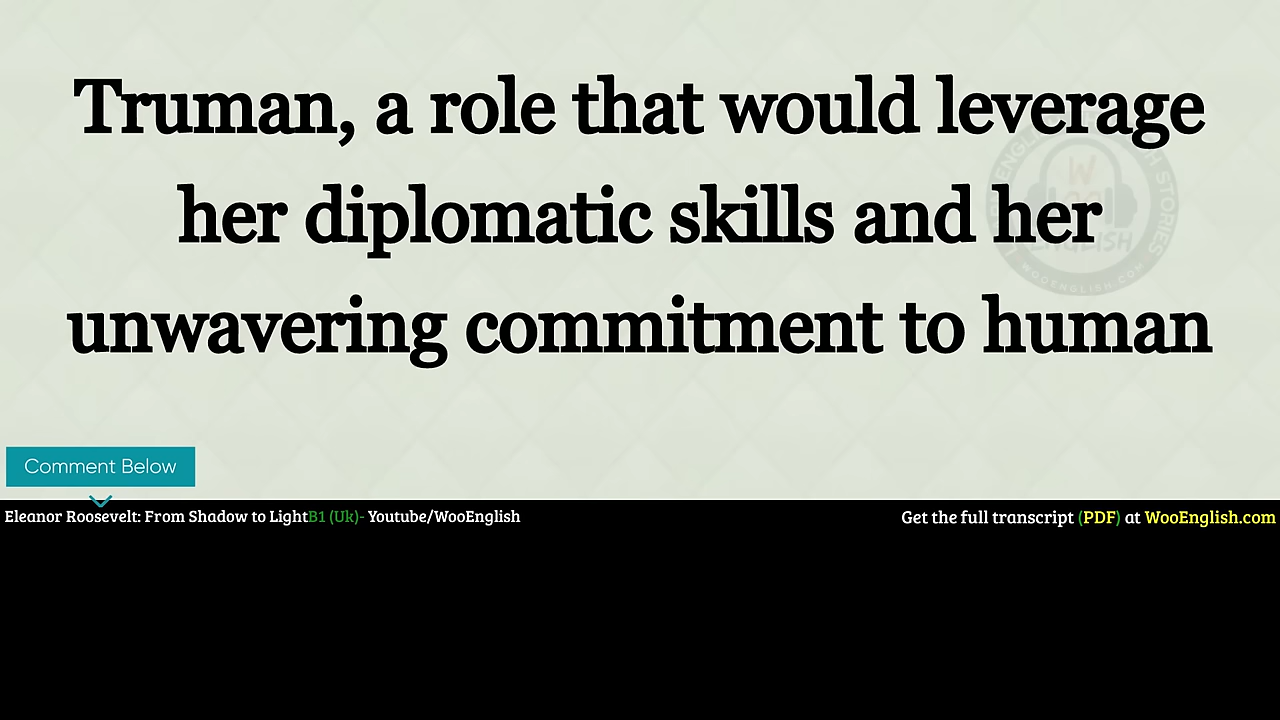 Truman, a role that would leverage
her diplomatic skills and her
unwavering commitment to human
Comment Below
Eleanor Roosevelt: From Shadow to LightB1 (Uk)- Youtube/WooEnglish
Get the full transcript (PDF) at WooEnglish.com